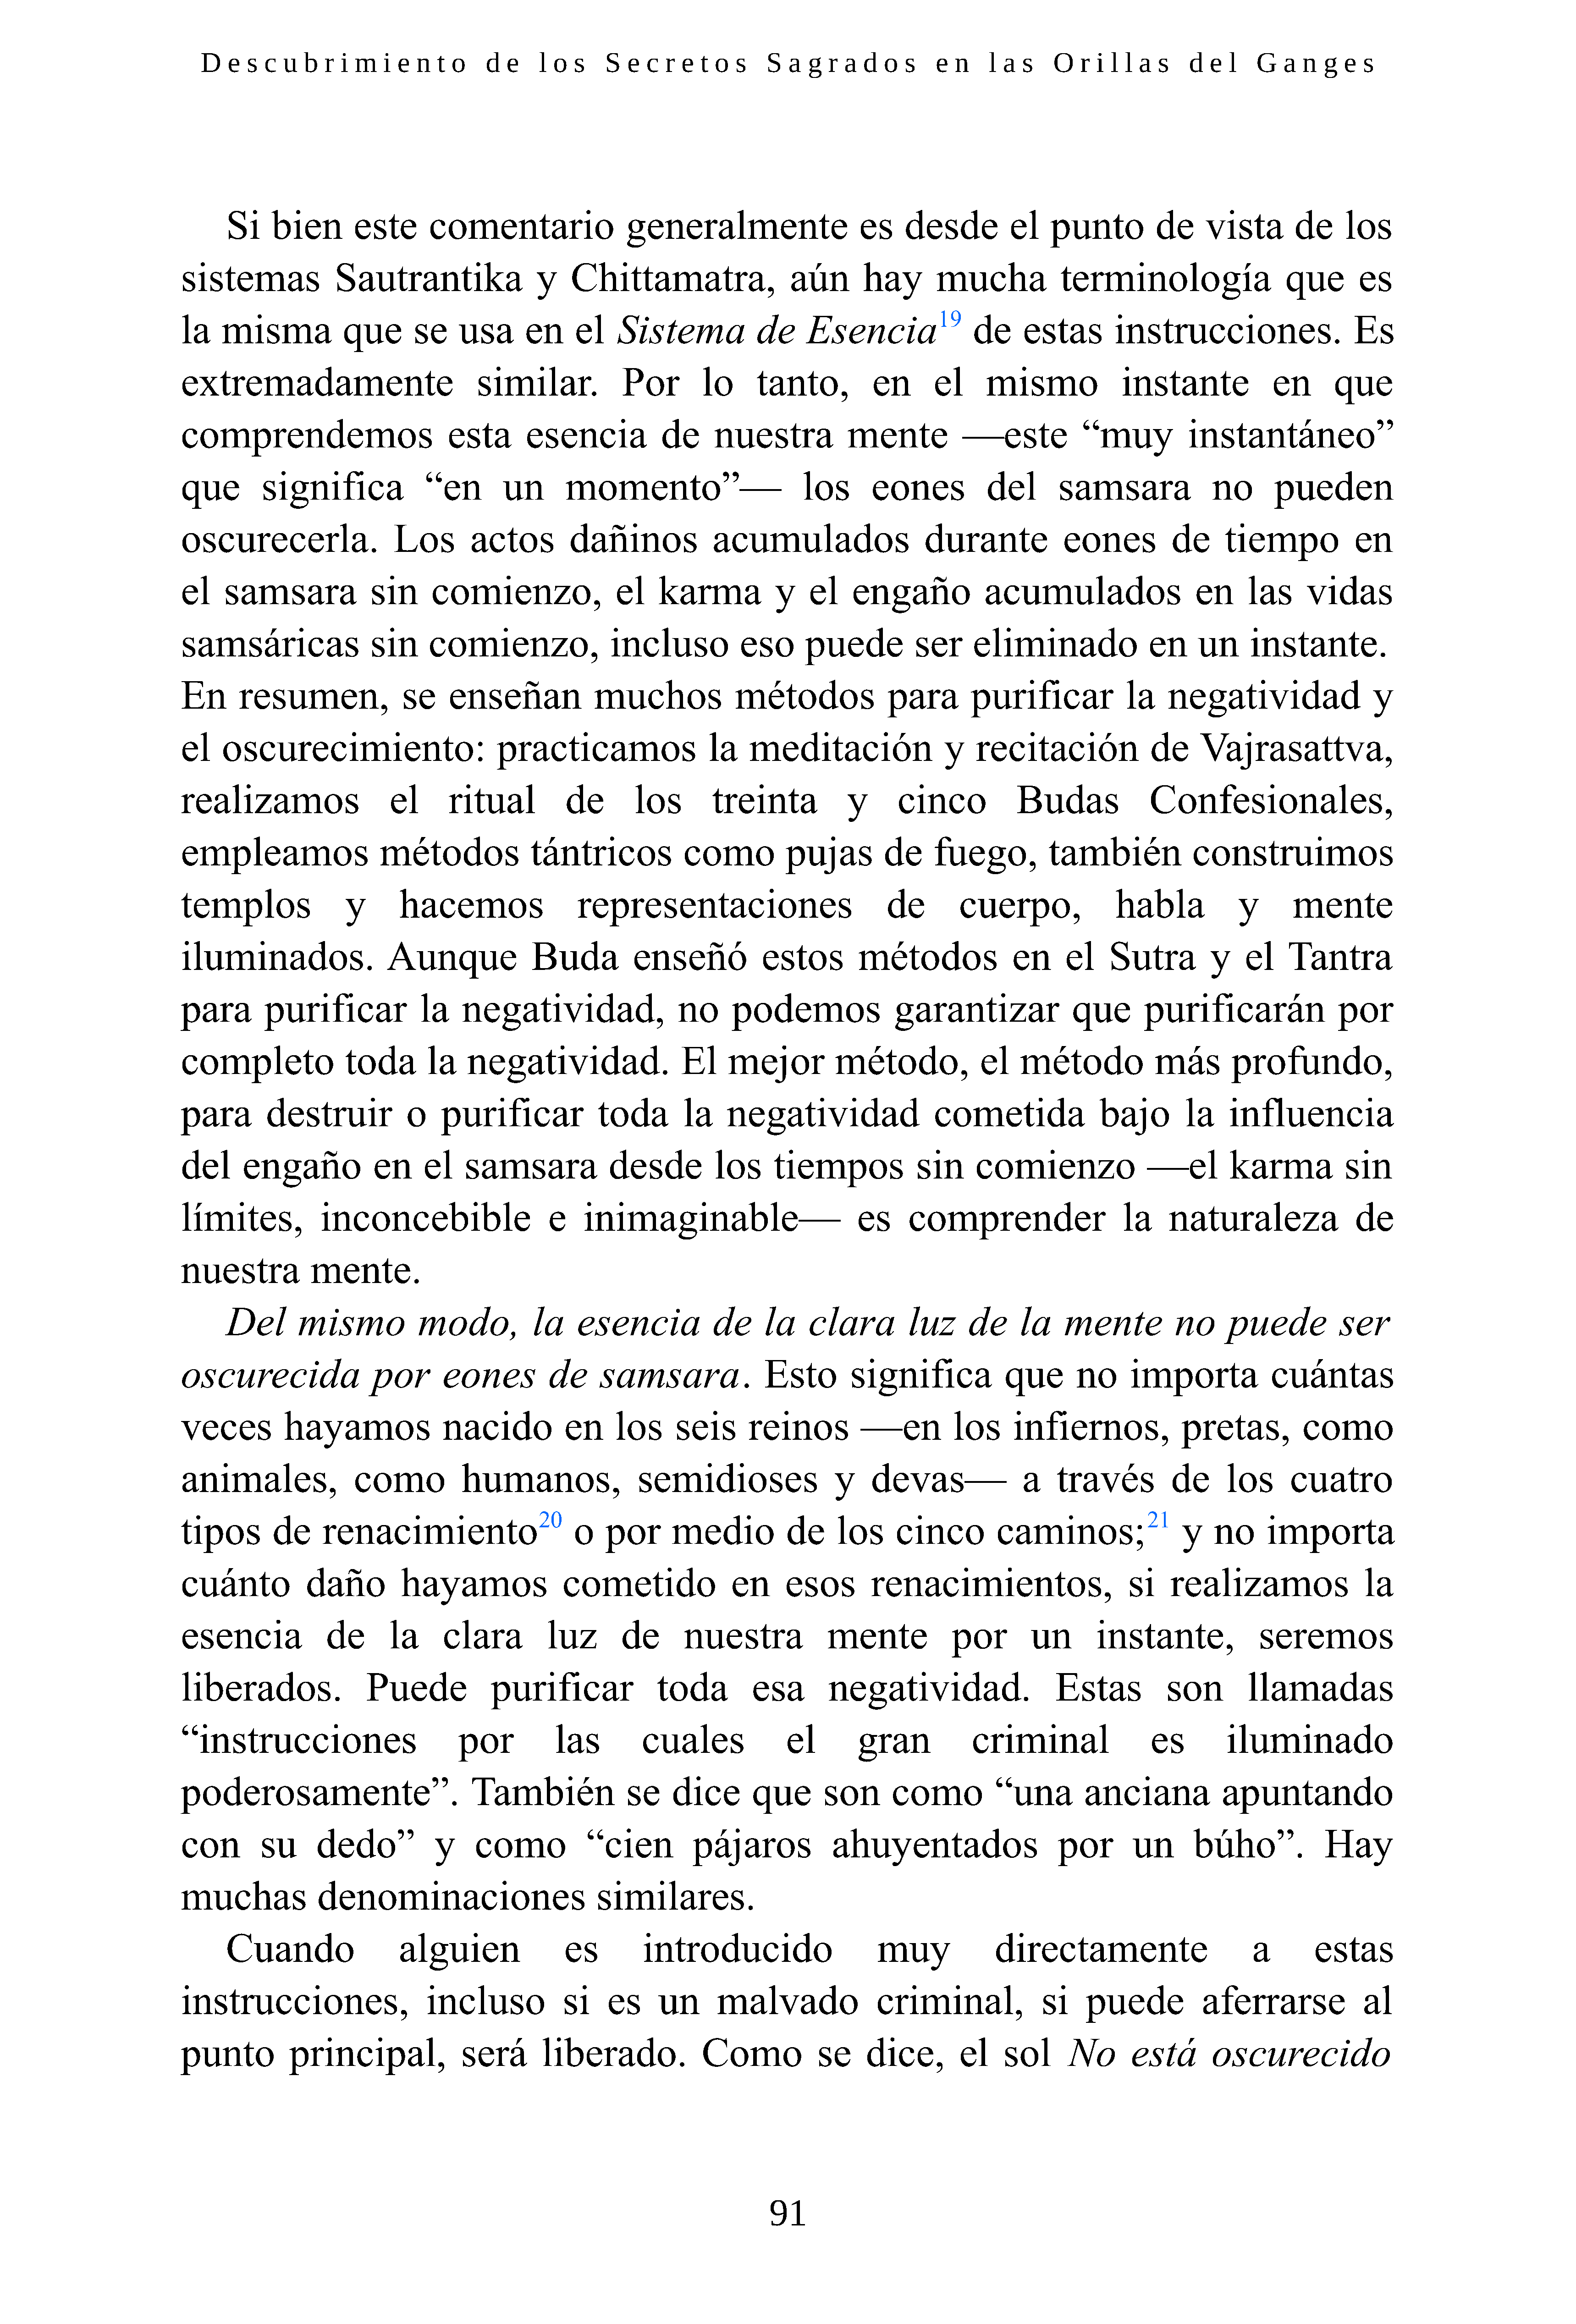 Descubrimiento de los Secretos Sagrados en las Orillas del Ganges
Si bien este comentario generalmente es desde el punto de vista de los
sistemas Sautrantika y Chittamatra, aún hay mucha terminología que es
la misma que se usa en el Sistema de Esencia19 de estas instrucciones. Es
extremadamente similar. Por lo tanto, en el mismo instante en que
comprendemos esta esencia de nuestra mente —este “muy instantáneo”
que significa “en un momento”— los eones del samsara no pueden
oscurecerla. Los actos dañinos acumulados durante eones de tiempo en
el samsara sin comienzo, el karma y el engaño acumulados en las vidas
samsáricas sin comienzo, incluso eso puede ser eliminado en un instante.
En resumen, se enseñan muchos métodos para purificar la negatividad y
el oscurecimiento: practicamos la meditación y recitación de Vajrasattva,
realizamos el ritual de los treinta y cinco Budas Confesionales,
empleamos métodos tántricos como pujas de fuego, también construimos
templos y hacemos representaciones de cuerpo, habla y mente
iluminados. Aunque Buda enseñó estos métodos en el Sutra y el Tantra
para purificar la negatividad, no podemos garantizar que purificarán por
completo toda la negatividad. El mejor método, el método más profundo,
para destruir o purificar toda la negatividad cometida bajo la influencia
del engaño en el samsara desde los tiempos sin comienzo —el karma sin
límites, inconcebible e inimaginable— es comprender la naturaleza de
nuestra mente.
Del mismo modo, la esencia de la clara luz de la mente no puede ser
oscurecida por eones de samsara. Esto significa que no importa cuántas
veces hayamos nacido en los seis reinos —en los infiernos, pretas, como
animales, como humanos, semidioses y devas— a través de los cuatro
tipos de renacimiento20 o por medio de los cinco caminos;21 y no importa
cuánto daño hayamos cometido en esos renacimientos, si realizamos la
esencia de la clara luz de nuestra mente por un instante, seremos
liberados. Puede purificar toda esa negatividad. Estas son llamadas
“instrucciones por las cuales el gran criminal es iluminado
poderosamente”. También se dice que son como “una anciana apuntando
con su dedo” y como “cien pájaros ahuyentados por un búho”. Hay
muchas denominaciones similares.
Cuando alguien es introducido muy directamente a estas
instrucciones, incluso si es un malvado criminal, si puede aferrarse al
punto principal, será liberado. Como se dice, el sol No está oscurecido
91